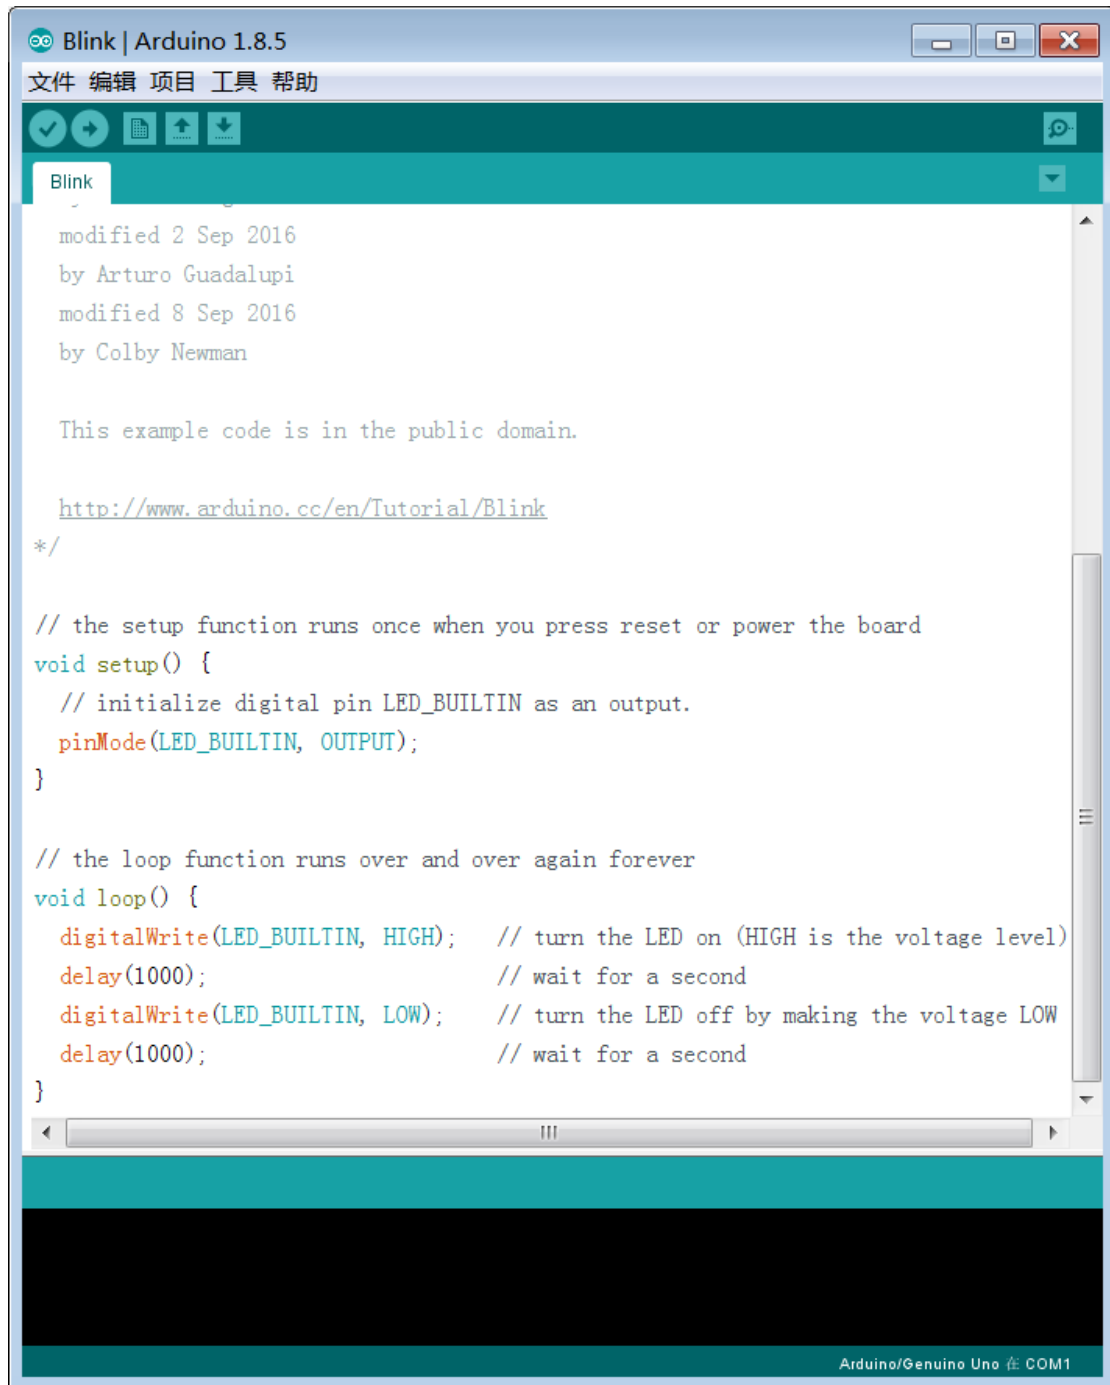 Blink | Arduino 1.8.5
文件 编辑 项目 工具 帮助
Blink
modified 2 Sep 2016
by Arturo Guadalupi
modified 8 Sep 2016
by Colby Newman
This example code is in the public domain.
http://www.arduino.cc/en/Tutorial/Blink
*/
// the setup function runs once when you press reset or power the board
void setup() {
// initialize digital pin LED_BUILTIN as an output.
pinMode(LED_BUILTIN, OUTPUT);
}
// the loop function runs over and over again forever
void loop() {
digitalWrite(LED_BUILTIN, HIGH);   // turn the LED on (HIGH is the voltage level)
delay(1000);                       // wait for a second
digitalWrite(LED_BUILTIN, LOW);    // turn the LED off by making the voltage LOW
delay(1000);                       // wait for a second
}
Arduino/Genuino Uno 在 COM1